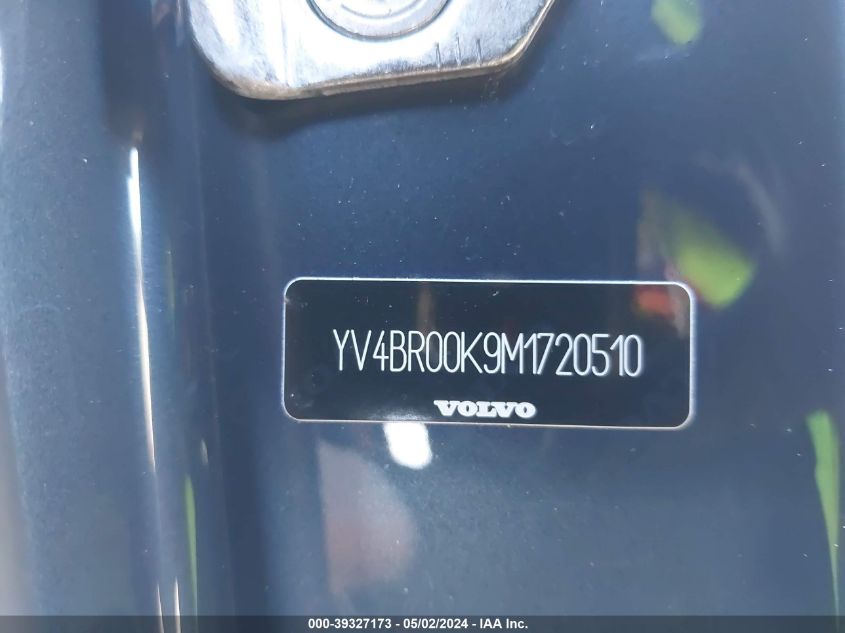 YV4BR00K9M1720510
VOLVO
000-39327173 - 05/02/2024 - IAA Inc.